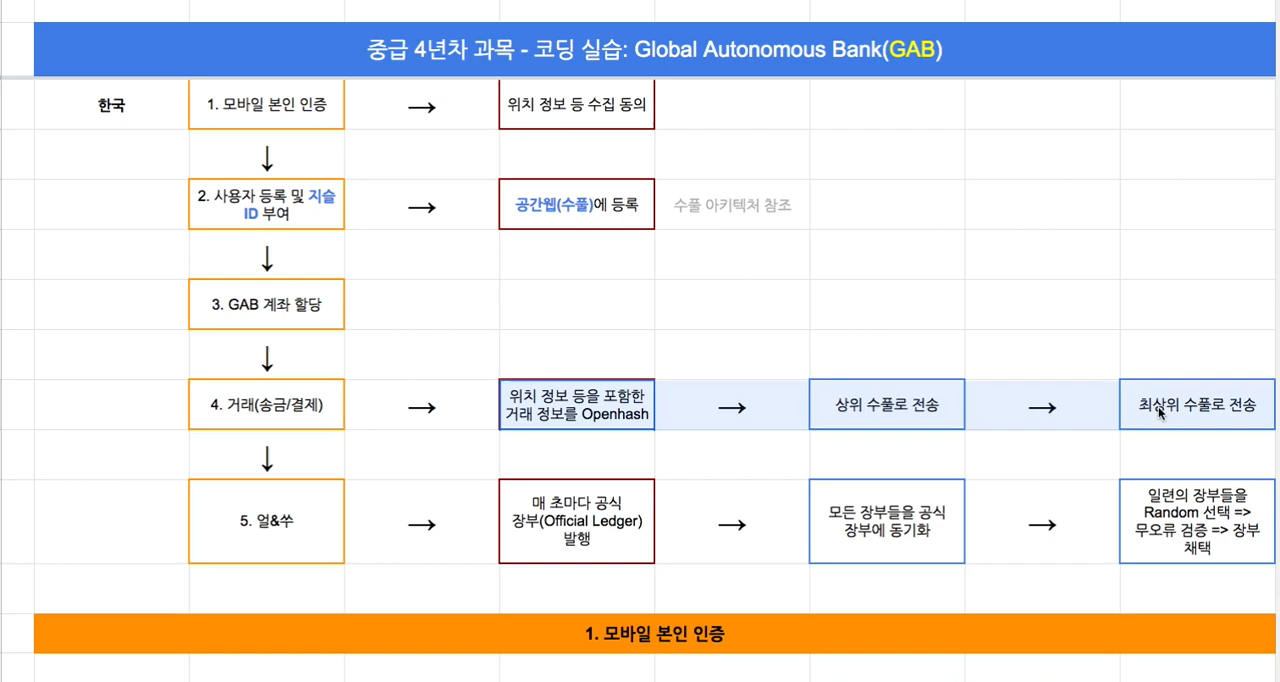 중급 4년차 과목 - 코딩 실습: Global Autonomous Bank(GAB)
한국
1. 모바일 본인 인증
→
위치 정보 등 수집 동의
↓
2. 사용자 등록 및 지슬
ID 부여
→
공간웹(수풀)에 등록
수풀 아키텍처 참조
↓
3. GAB 계좌 할당
↓
4. 거래(송금/결제)
→
위치 정보 등을 포함한
거래 정보를 Openhash
→
상위 수풀로 전송
→
최상위 수풀로 전송
↓
5. 얼&쑤
→
매 초마다 공식
장부(Official Ledger)
발행
→
모든 장부들을 공식
장부에 동기화
→
일련의 장부들을
Random 선택 =>
무오류 검증 => 장부
채택
1. 모바일 본인 인증